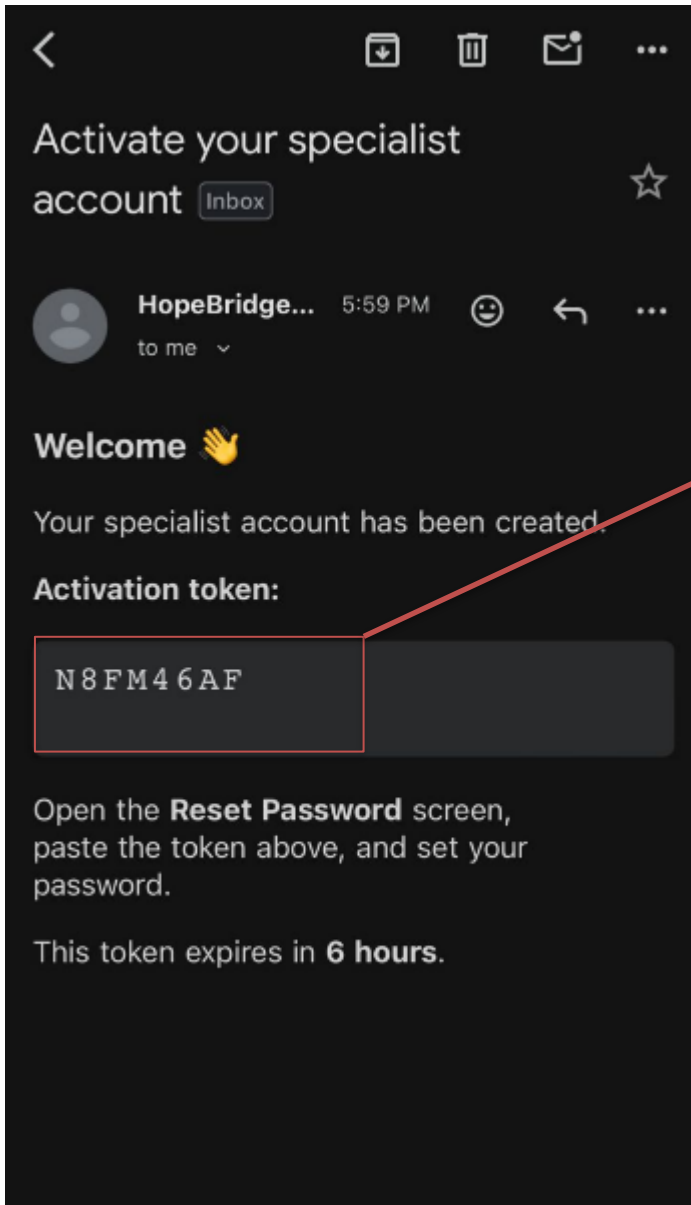 Activate your specialist
account Inbox
HopeBridge... 5:59 PM
to me
Welcome 👋
Your specialist account has been created.
Activation token:
N8FM46AF
Open the Reset Password screen,
paste the token above, and set your
password.
This token expires in 6 hours.